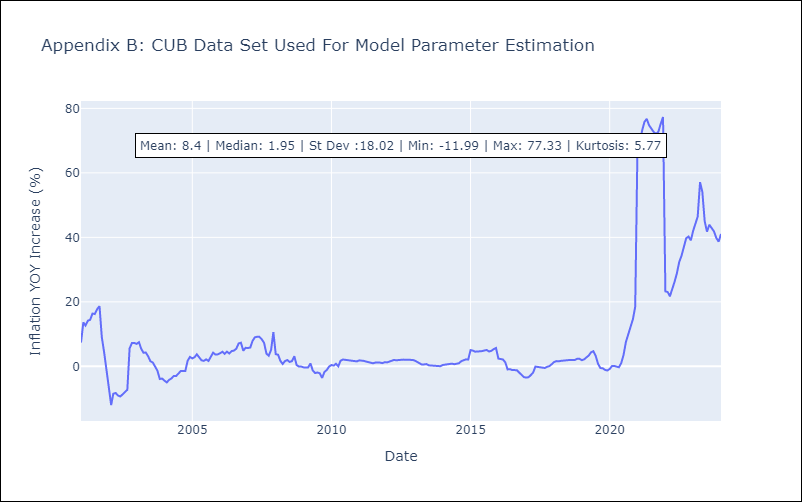 Appendix B: CUB Data Set Used For Model Parameter Estimation
80
Mean: 8.4 | Median: 1.95 | St Dev :18.02 | Min: -11.99 | Max: 77.33 | Kurtosis: 5.77
60
40
20
0
Inflation YOY Increase (%)
2005
2010
2015
2020
Date